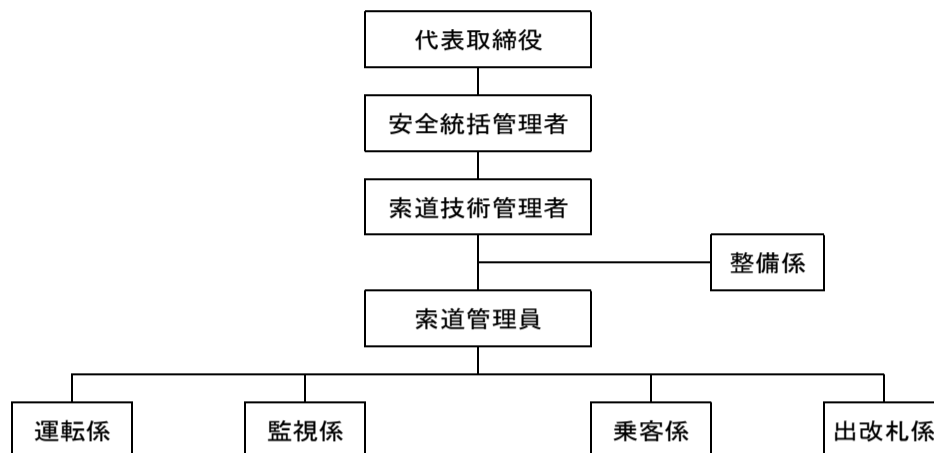 代表取締役
安全統括管理者
索道技術管理者
整備係
索道管理員
運転係
監視係
乗客係
出改札係